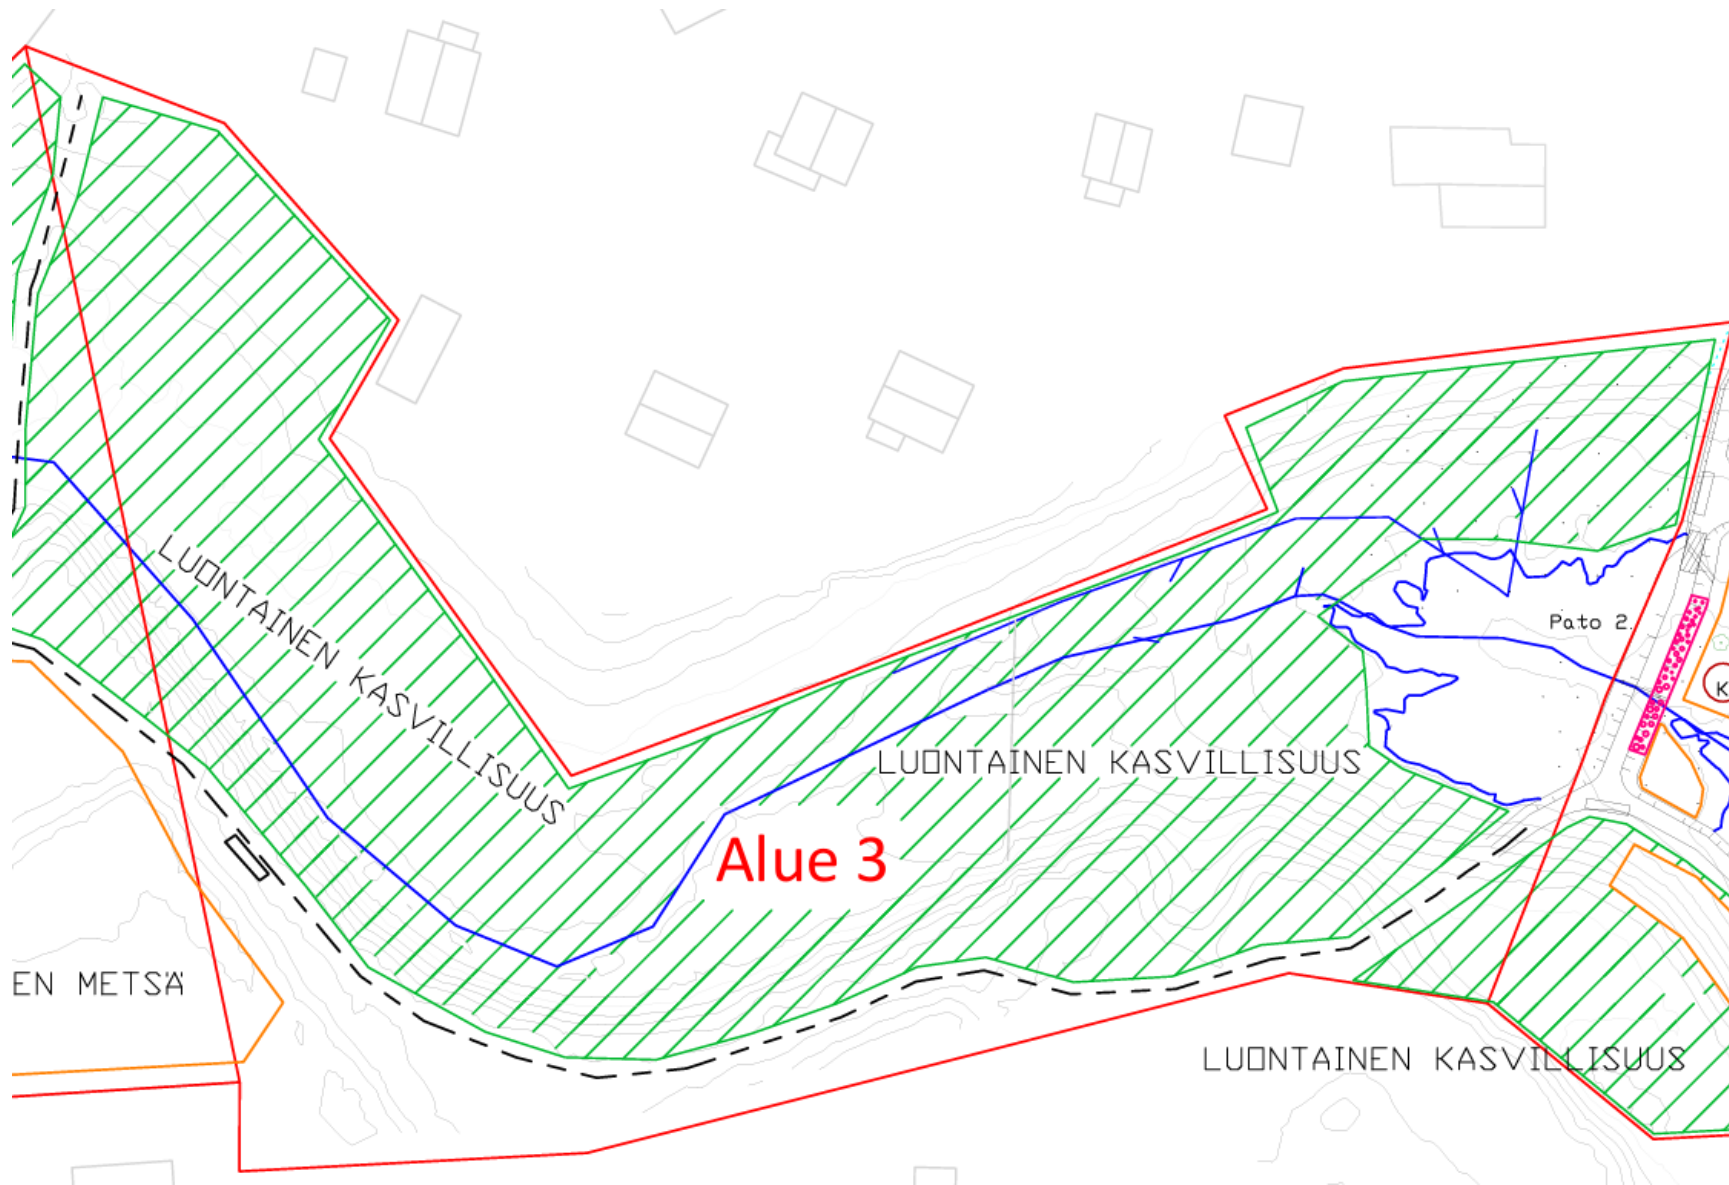 LUONTAINEN KASVILLISUUS
Pato 2.
K
LUONTAINEN KASVILLISUUS
Alue 3
EN METSÄ
LUONTAINEN KASVILLISUUS